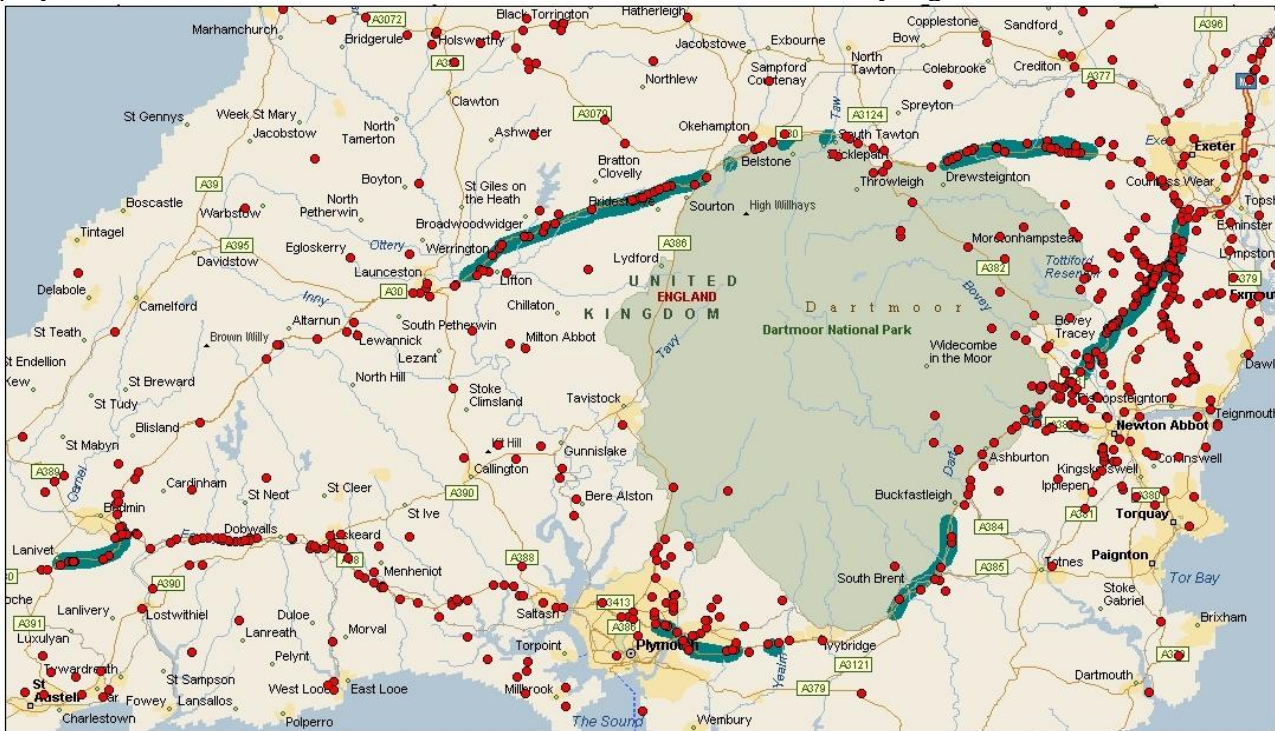 A3072
Black Torrington
Hatherleigh
Copplestone
Sandford
A396
Marhamchurch
Bridgerule
Holsworthy
Jacobstowe
Exbourne
North
Tawton
Bow
Crediton
A377
Sampford
Courtenay
Colebrooke
Northlew
Clawton
St Gennys
Week St Mary
Jacobstow
North
Tamerton
A3079
Ashwater
Okehampton
Taw
A3124
Spreyton
South Tawton
Exeter
Bratton
Clovelly
Belstone
Throwleigh
Drewsteignton
Countess Wear
A39
Boyton
St Giles on
the Heath
Boscastle
Warbstow
North
Petherwin
Broadwoodwidger
Sourton
High Willhays
Tintagel
A395
Egloskerry
Ottery
Werrington
A386
Moretonhampstead
Exminster
Davidstow
Launceston
Lifton
Lydford
A382
Tottiford
Delabole
Camelford
Inny
A30
Chillaton
UNITED
ENGLAND
KINGDOM
Dartmoor
Bovey
A379
Exmouth
St Teath
Altarnun
South Petherwin
Dartmoor National Park
Brown Willy
Lewannick
Milton Abbot
Tavy
Bovey
Tracey
St Endellion
Lezant
Widecombe
in the Moor
Kew
St Breward
North Hill
St Tudy
Stoke
Climsland
Tavistock
Bishopsteignton
Teignmouth
Blisland
St Mabyn
Kit Hill
Gunnislake
Newton Abbot
A389
Camel
Callington
Dart
Ashburton
Kingskerswell
Cardinham
St Neot
St Cleer
A390
Bere Alston
Buckfastleigh
Ipplepen
A380
Bodmin
St Ive
A381
Torquay
Dobwalls
A384
Lanivet
Liskeard
A388
Paignton
Menheniot
South Brent
A385
Totnes
Tor Bay
A390
Stoke
Gabriel
Lanlivery
Lostwithiel
Duloe
Saltash
Brixham
A391
Lanreath
Morval
Luxulyan
Torpoint
Plymouth
Ivybridge
Pelynt
A3121
Tywardreath
St Sampson
Yealm
Dartmouth
St
Austell
West Looe
East Looe
Millbrook
A379
Fowey
Lansallos
Charlestown
Polperro
The Sound
Wembury